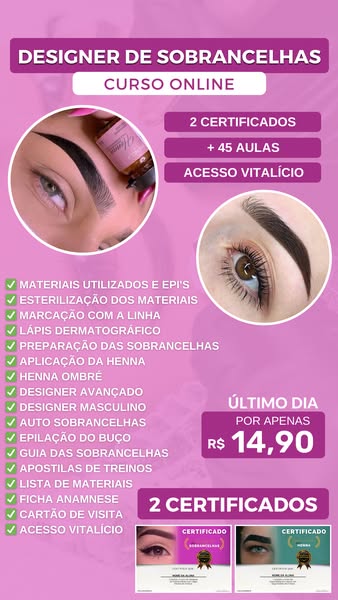 DESIGNER DE SOBRANCELHAS
CURSO ONLINE
2 CERTIFICADOS
+ 45 AULAS
ACESSO VITALÍCIO
MATERIAIS UTILIZADOS E EPI'S
ESTERILIZAÇÃO DOS MATERIAIS
MARCAÇÃO COM A LINHA
LÁPIS DERMATOGRÁFICO
PREPARAÇÃO DAS SOBRANCELHAS
APLICAÇÃO DA HENNA
HENNA OMBRÉ
DESIGNER AVANÇADO
DESIGNER MASCULINO
AUTO SOBRANCELHAS
EPILAÇÃO DO BUÇO
GUIA DAS SOBRANCELHAS
APOSTILAS DE TREINOS
LISTA DE MATERIAIS
FICHA ANAMNESE
CARTÃO DE VISITA
ACESSO VITALÍCIO
ÚLTIMO DIA
POR APENAS
R$ 14,90
2 CERTIFICADOS
CERTIFICADO
SOBRANCELHAS
CERTIFICADO
HENNA